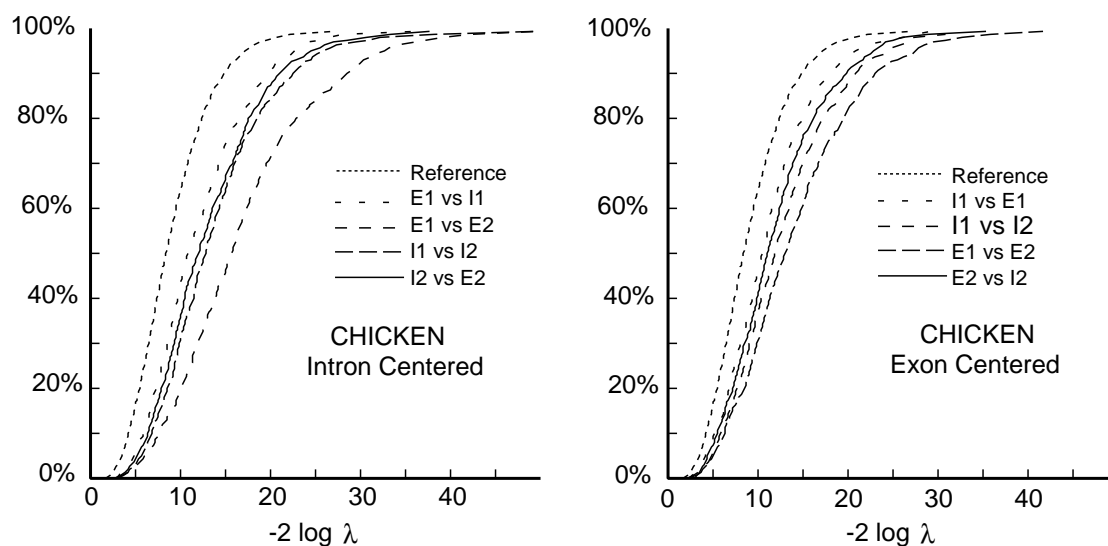 100%
80%
60%
40%
20%
0%
Reference
E1 vs I1
E1 vs E2
I1 vs I2
I2 vs E2
CHICKEN
Intron Centered
0 10 20 30 40
-2 log λ
100%
80%
60%
40%
20%
0%
Reference
I1 vs E1
I1 vs I2
E1 vs E2
E2 vs I2
CHICKEN
Exon Centered
0 10 20 30 40
-2 log λ